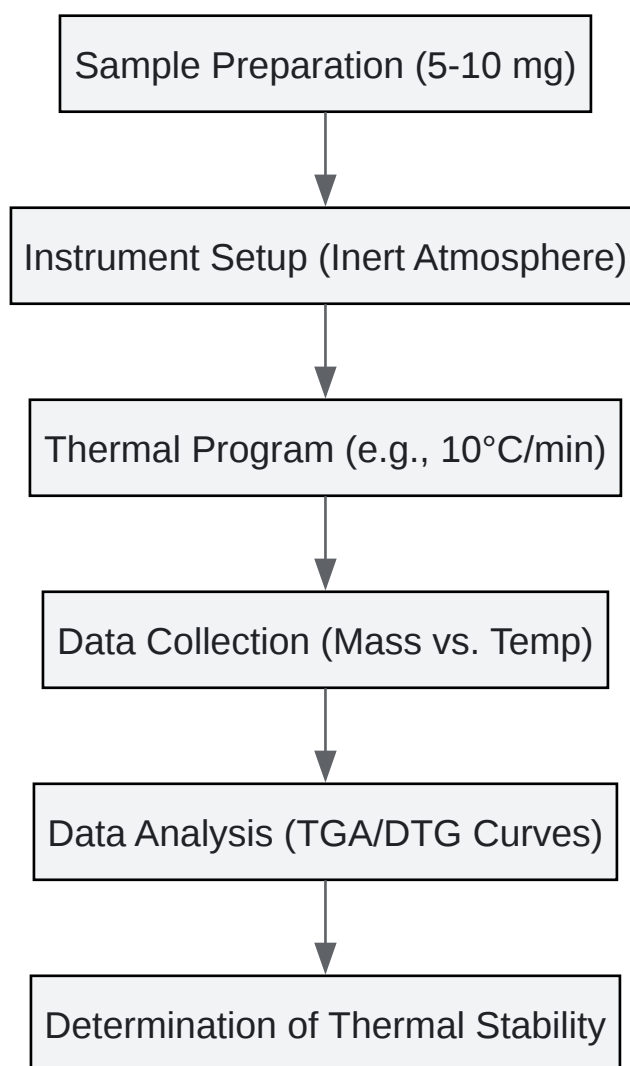 Sample Preparation (5-10 mg)
Instrument Setup (Inert Atmosphere)
Thermal Program (e.g., 10°C/min)
Data Collection (Mass vs. Temp)
Data Analysis (TGA/DTG Curves)
Determination of Thermal Stability